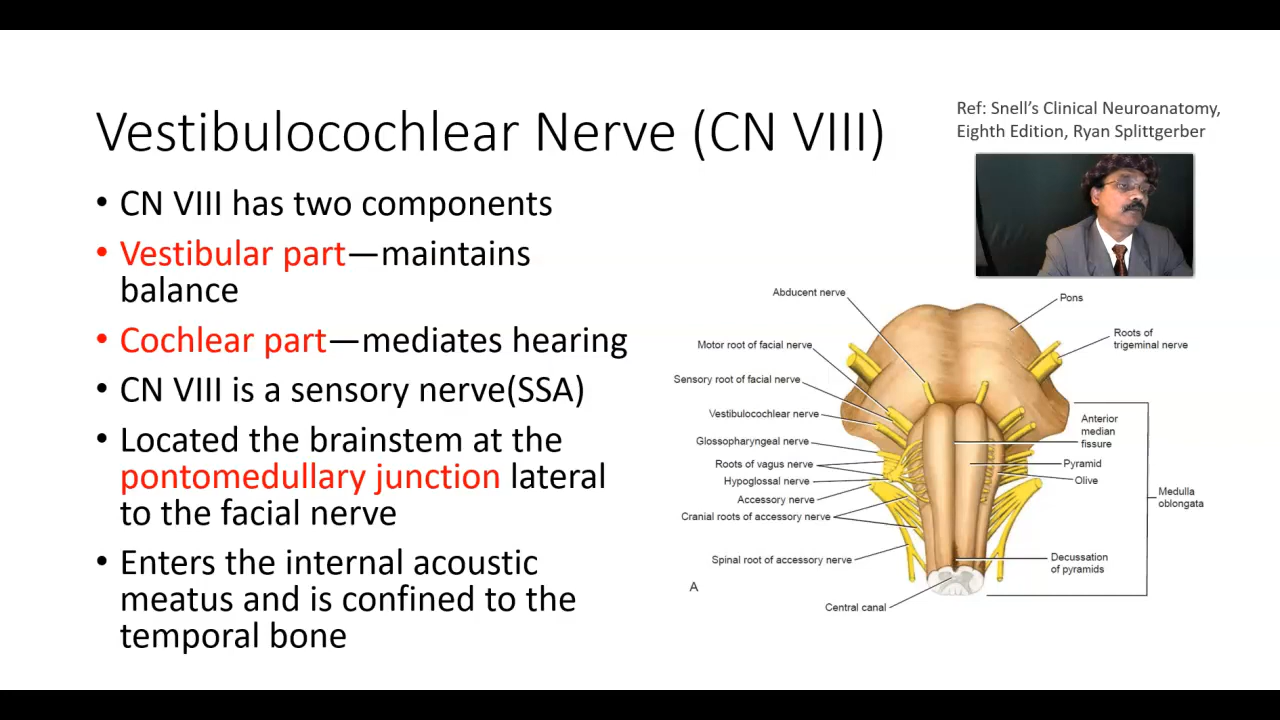 Vestibulocochlear Nerve (CN VIII)
Ref: Snell's Clinical Neuroanatomy,
Eighth Edition, Ryan Splittgerber
• CN VIII has two components
• Vestibular part—maintains
balance
• Cochlear part—mediates hearing
• CN VIII is a sensory nerve(SSA)
• Located the brainstem at the
pontomedullary junction lateral
to the facial nerve
• Enters the internal acoustic
meatus and is confined to the
temporal bone
Abducent nerve
Motor root of facial nerve
Sensory root of facial nerve
Vestibulocochlear nerve
Glossopharyngeal nerve
Roots of vagus nerve
Hypoglossal nerve
Accessory nerve
Cranial roots of accessory nerve
Spinal root of accessory nerve
A
Central canal
Pons
Roots of
trigeminal nerve
Anterior
median
fissure
Pyramid
Olive
Medulla
oblongata
Decussation
of pyramids